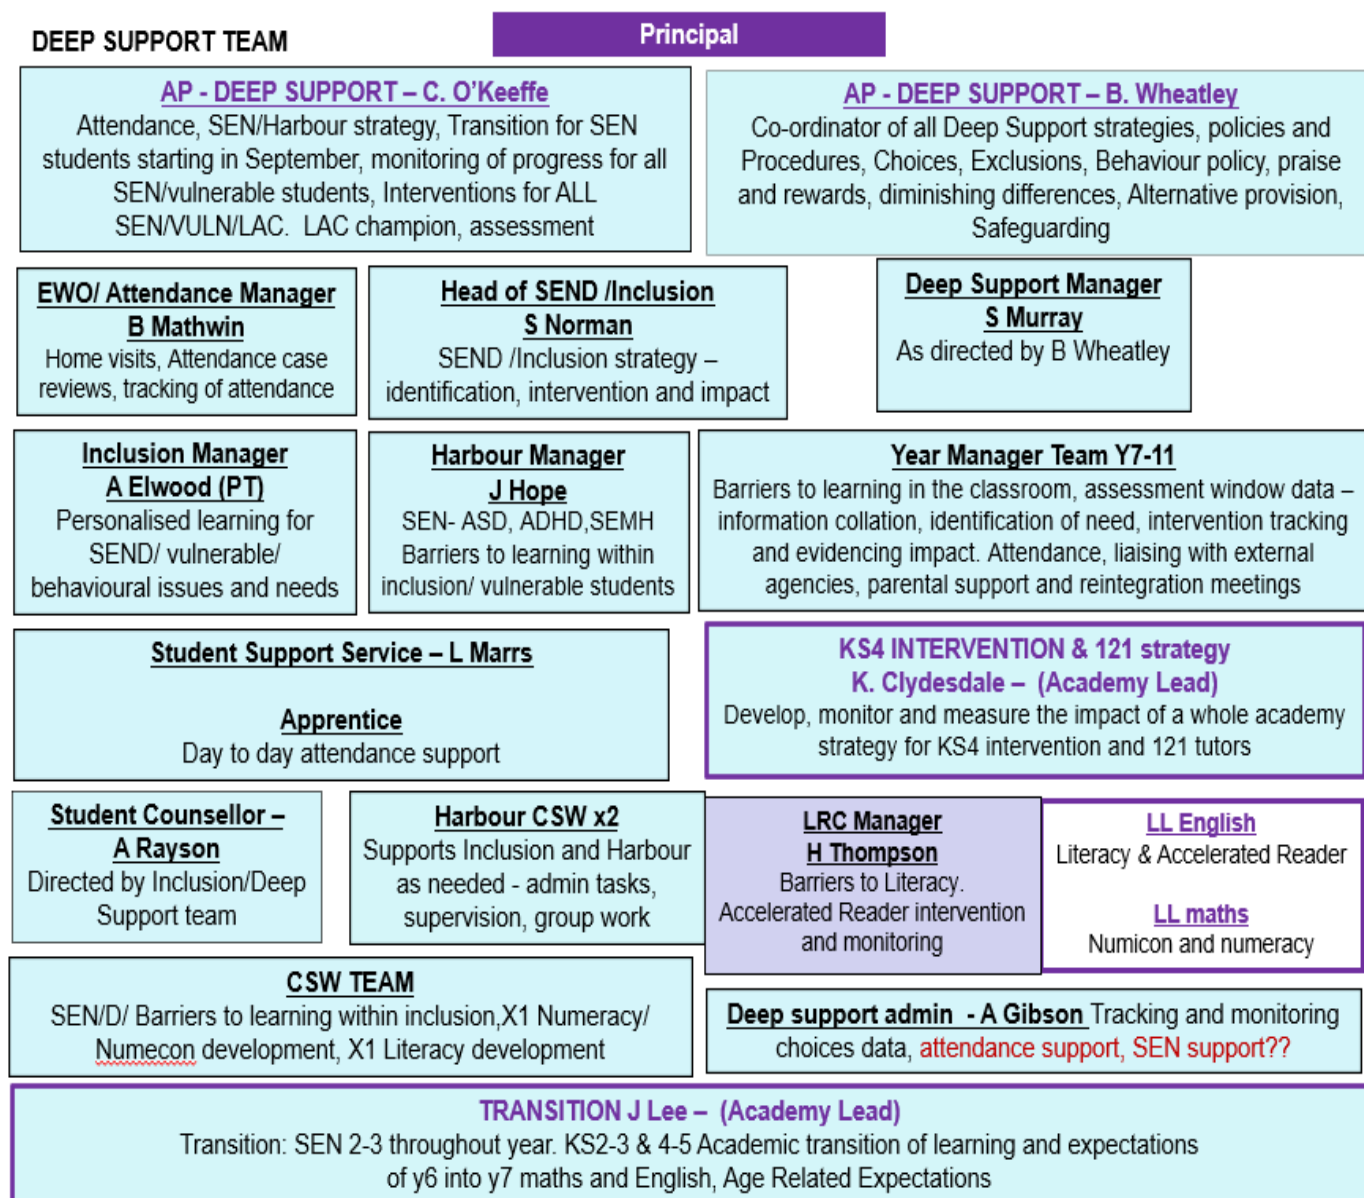 Principal
DEEP SUPPORT TEAM
AP - DEEP SUPPORT – C. O'Keeffe
Attendance, SEN/Harbour strategy, Transition for SEN
students starting in September, monitoring of progress for all
SEN/vulnerable students, Interventions for ALL
SEN/VULN/LAC. LAC champion, assessment
AP - DEEP SUPPORT – B. Wheatley
Co-ordinator of all Deep Support strategies, policies and
Procedures, Choices, Exclusions, Behaviour policy, praise
and rewards, diminishing differences, Alternative provision,
Safeguarding
EWO/ Attendance Manager
B Mathwin
Home visits, Attendance case
reviews, tracking of attendance
Head of SEND /Inclusion
S Norman
SEND /Inclusion strategy –
identification, intervention and impact
Deep Support Manager
S Murray
As directed by B Wheatley
Inclusion Manager
A Elwood (PT)
Personalised learning for
SEND/ vulnerable/
behavioural issues and needs
Harbour Manager
J Hope
SEN- ASD, ADHD,SEMH
Barriers to learning within
inclusion/ vulnerable students
Year Manager Team Y7-11
Barriers to learning in the classroom, assessment window data –
information collation, identification of need, intervention tracking
and evidencing impact. Attendance, liaising with external
agencies, parental support and reintegration meetings
Student Support Service – L Marrs
Apprentice
Day to day attendance support
KS4 INTERVENTION & 121 strategy
K. Clydesdale – (Academy Lead)
Develop, monitor and measure the impact of a whole academy
strategy for KS4 intervention and 121 tutors
Student Counsellor –
A Rayson
Directed by Inclusion/Deep
Support team
Harbour CSW x2
Supports Inclusion and Harbour
as needed - admin tasks,
supervision, group work
LRC Manager
H Thompson
Barriers to Literacy.
Accelerated Reader intervention
and monitoring
LL English
Literacy & Accelerated Reader
LL maths
Numicon and numeracy
CSW TEAM
SEN/D/ Barriers to learning within inclusion,X1 Numeracy/
Numecon development, X1 Literacy development
Deep support admin - A Gibson Tracking and monitoring
choices data, attendance support, SEN support??
TRANSITION J Lee – (Academy Lead)
Transition: SEN 2-3 throughout year. KS2-3 & 4-5 Academic transition of learning and expectations
of y6 into y7 maths and English, Age Related Expectations